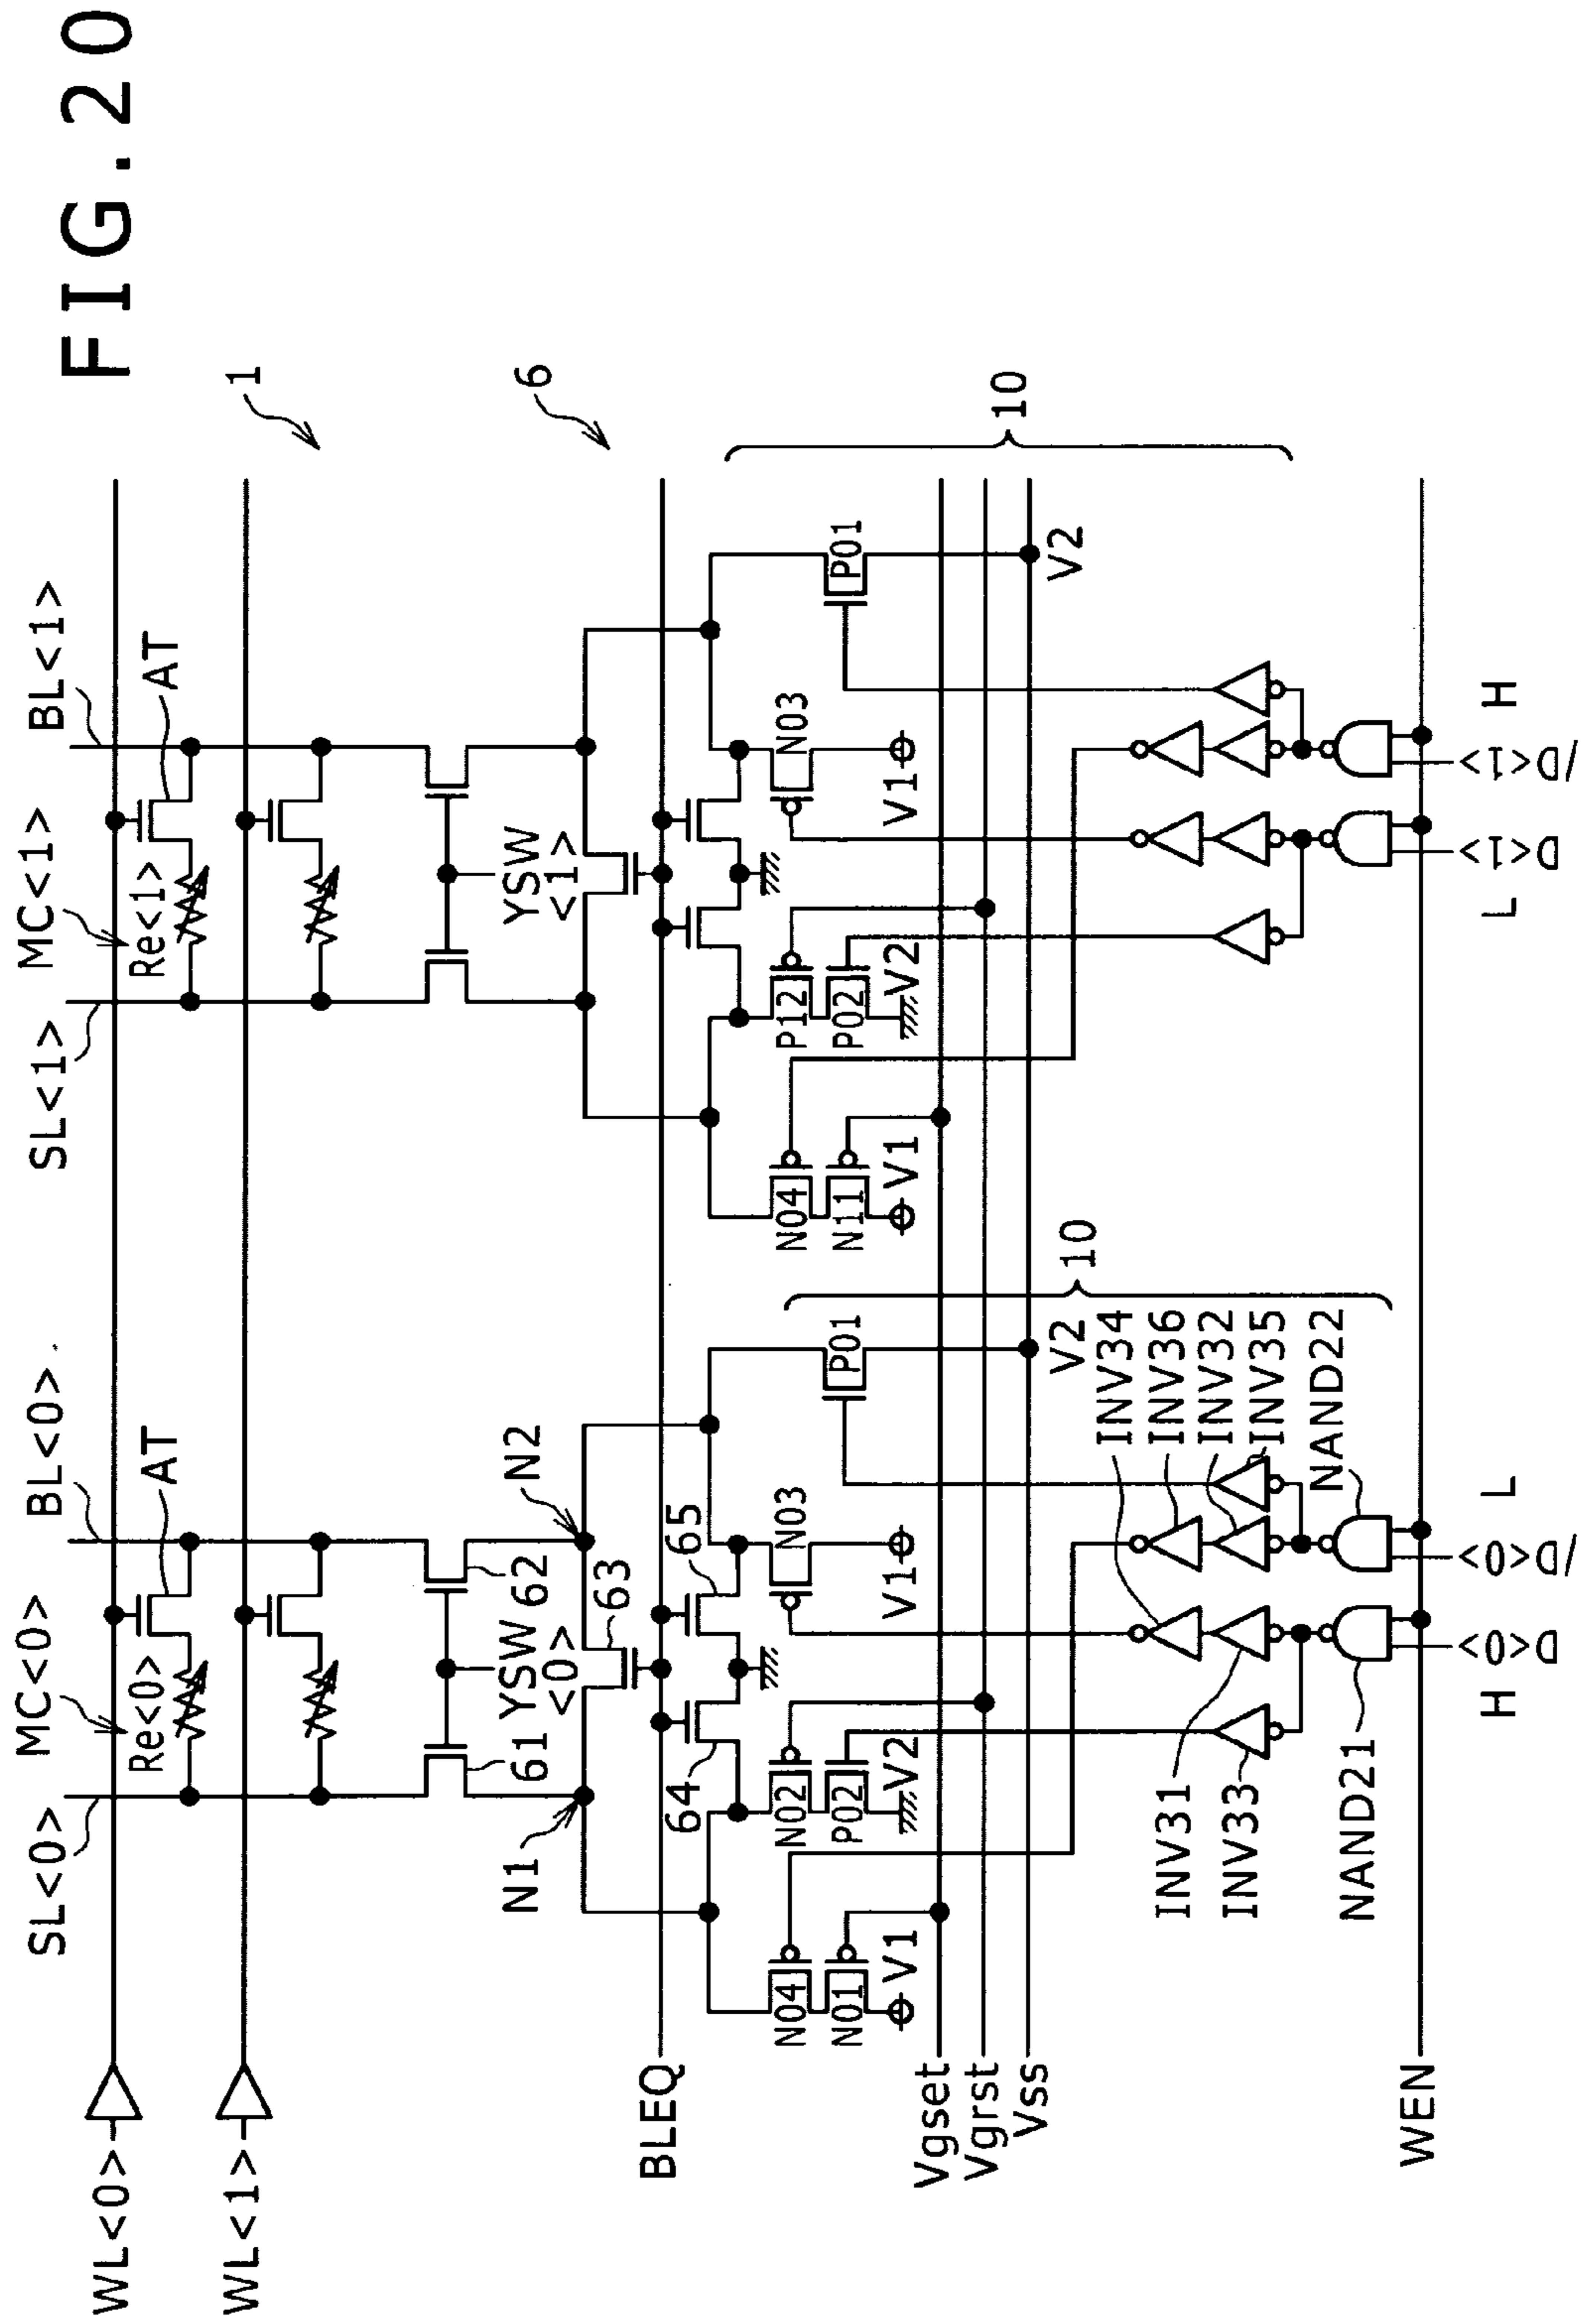 FIG.20
WL<0>
WL<1>
SL<0>
MC<0>
BL<0>
SL<1>
MC<1>
BL<1>
Re<0>
AT
Re<1>
AT
1
N1
61
YSW
<0>
62
63
N2
YSW
<1>
6
BLEQ
64
65
N04
N01
V1
N02
P02
V2
N03
V1
P01
V2
N04
N11
V1
P12
P02
V2
N03
V1
P01
V2
10
10
Vgset
Vgrst
Vss
INV31
INV33
NAND21
INV34
INV36
INV32
INV35
NAND22
WEN
H
D<0>
/D<0>
L
L
D<1>
/D<1>
H